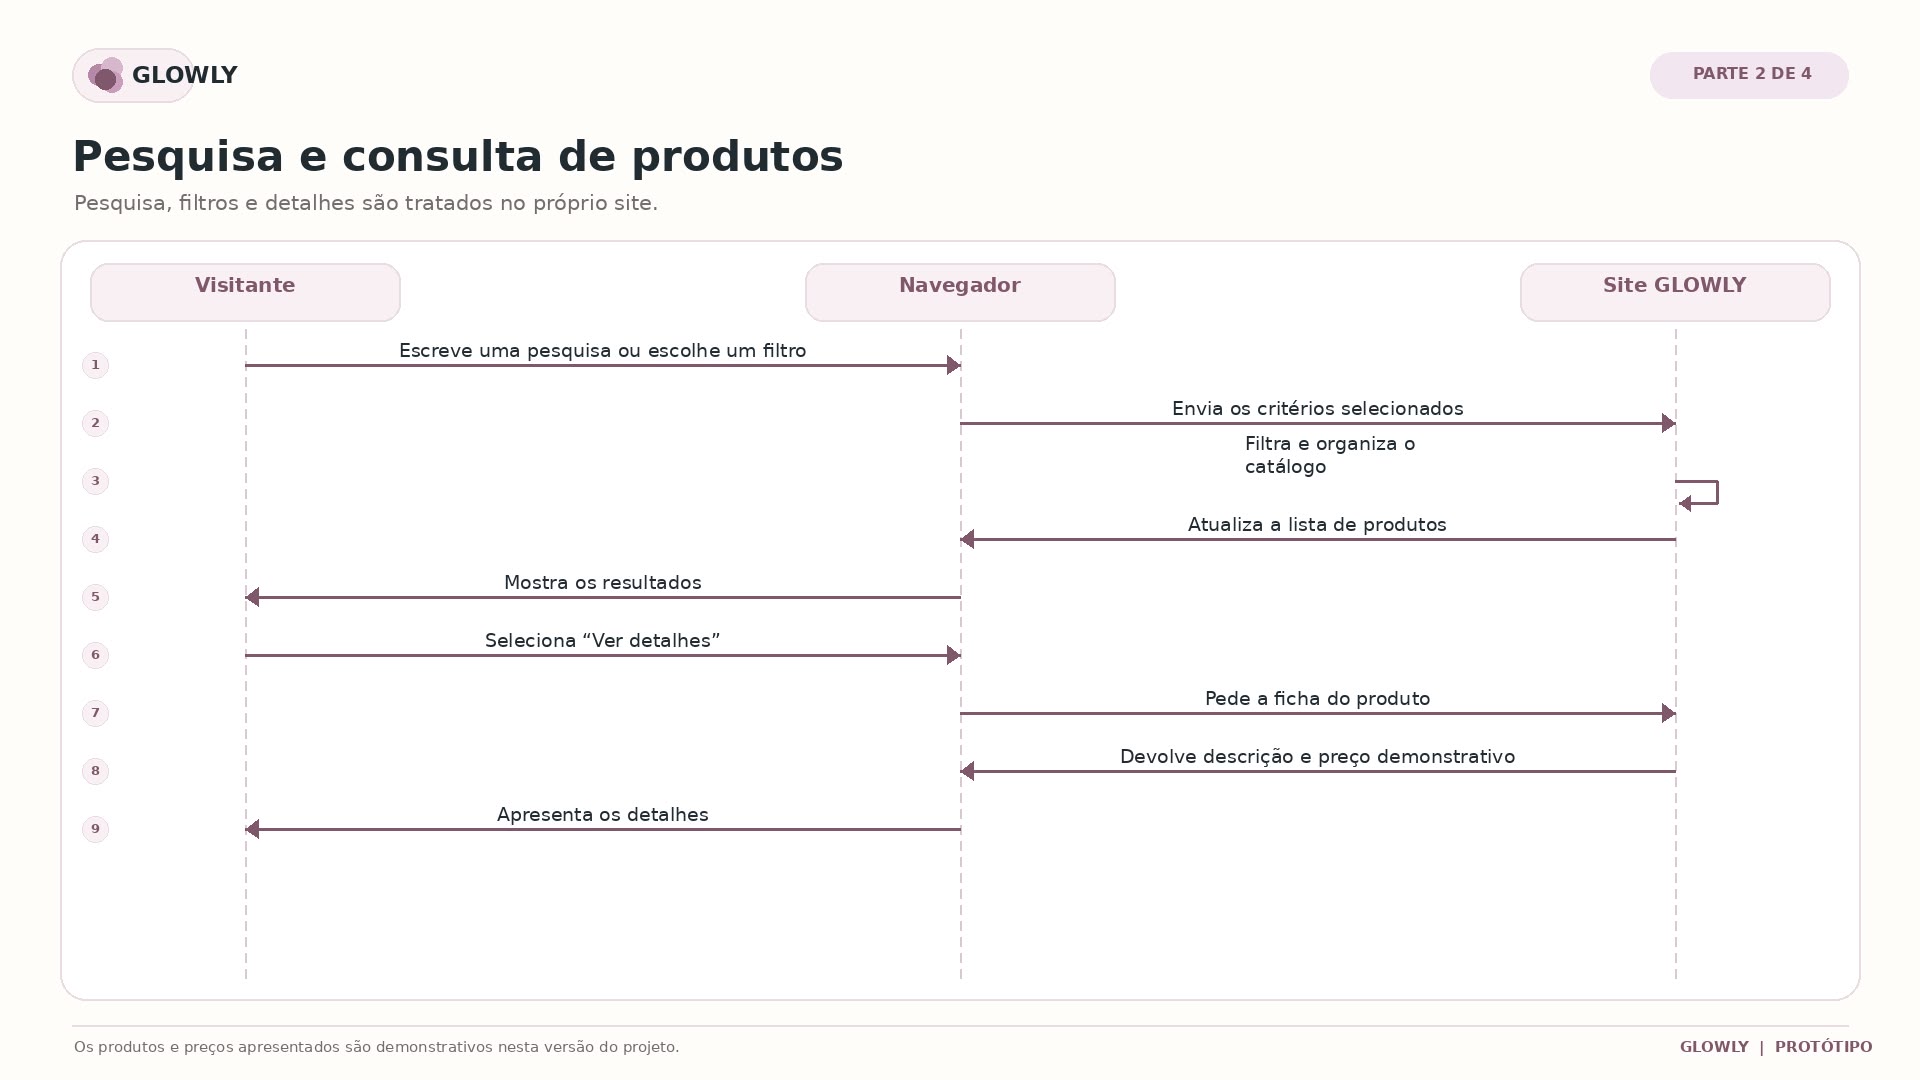 GLOWLY
PARTE 2 DE 4
Pesquisa e consulta de produtos
Pesquisa, filtros e detalhes são tratados no próprio site.
Visitante
Navegador
Site GLOWLY
1
Escreve uma pesquisa ou escolhe um filtro
2
Envia os critérios selecionados
3
Filtra e organiza o
catálogo
4
Atualiza a lista de produtos
5
Mostra os resultados
6
Seleciona “Ver detalhes”
7
Pede a ficha do produto
8
Devolve descrição e preço demonstrativo
9
Apresenta os detalhes
Os produtos e preços apresentados são demonstrativos nesta versão do projeto.
GLOWLY | PROTÓTIPO